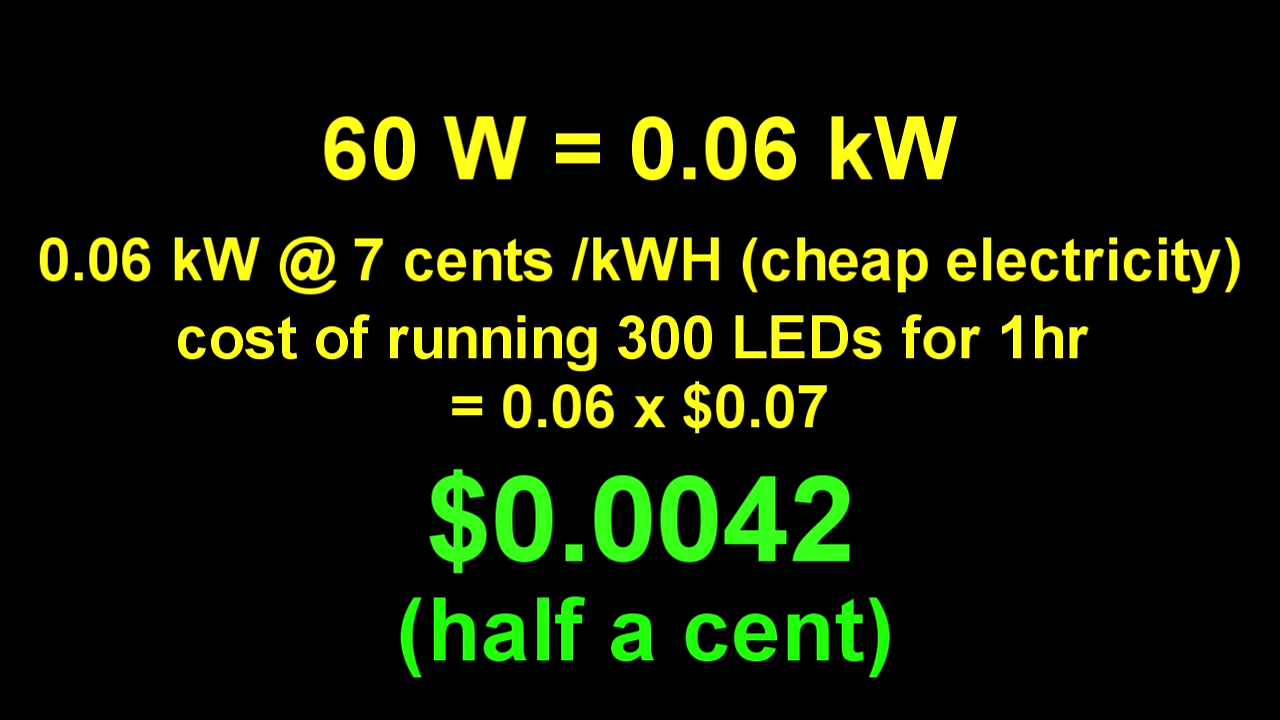 60 W = 0.06 kW
0.06 kW @ 7 cents /kWH (cheap electricity)
cost of running 300 LEDs for 1hr
= 0.06 x $0.07
$0.0042
(half a cent)